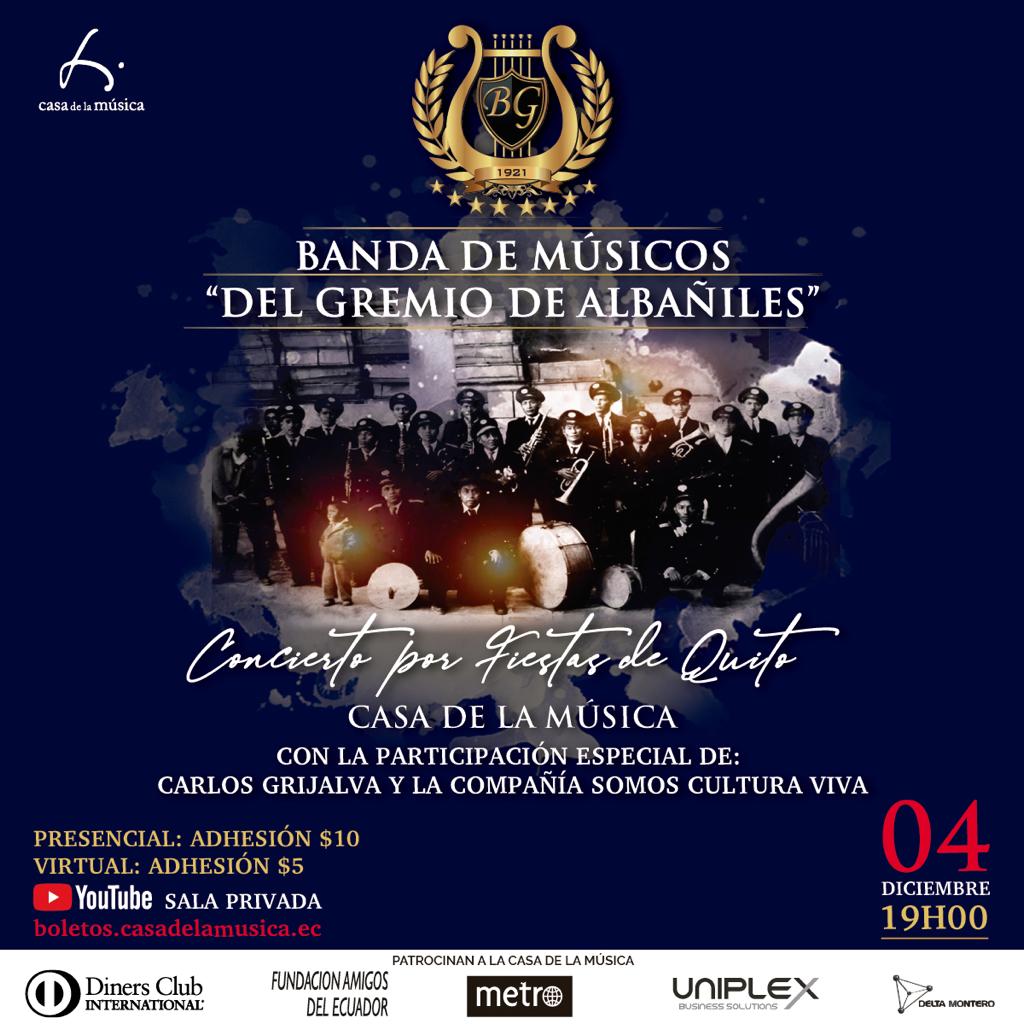 casa de la música
BG
1921
BANDA DE MÚSICOS
“DEL GREMIO DE ALBAÑILES”
Concierto por Fiestas de Quito
CASA DE LA MÚSICA
CON LA PARTICIPACIÓN ESPECIAL DE:
CARLOS GRIJALVA Y LA COMPAÑÍA SOMOS CULTURA VIVA
PRESENCIAL: ADHESIÓN $10
VIRTUAL: ADHESIÓN $5
YouTube SALA PRIVADA
boletos.casadelamusica.ec
04
DICIEMBRE
19H00
PATROCINAN A LA CASA DE LA MÚSICA
Diners Club
INTERNATIONAL®
FUNDACION AMIGOS
DEL ECUADOR
metro
UNIPLEX
BUSINESS SOLUTIONS
DELTA MONTERO